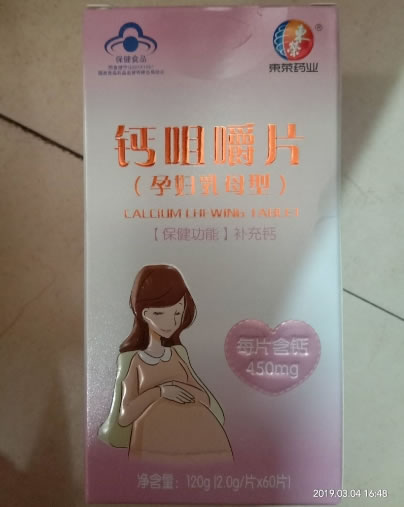 保健食品
東荣药业
钙咀嚼片
(孕妇乳母型)
CALCIUM CHEWING TABLET
【保健功能】补充钙
每片含钙
450mg
净含量: 120g (2.0g/片×60片)
2019.03.04 16:48